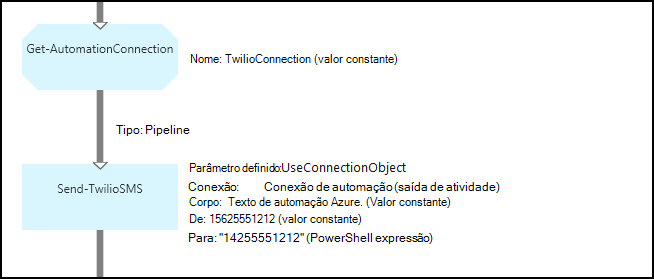 Get-AutomationConnection
Nome: TwilioConnection (valor constante)
Tipo: Pipeline
Send-TwilioSMS
Parâmetro definido:UseConnectionObject
Conexão: Conexão de automação (saída de atividade)
Corpo: Texto de automação Azure. (Valor constante)
De: 15625551212 (valor constante)
Para: "14255551212" (PowerShell expressão)